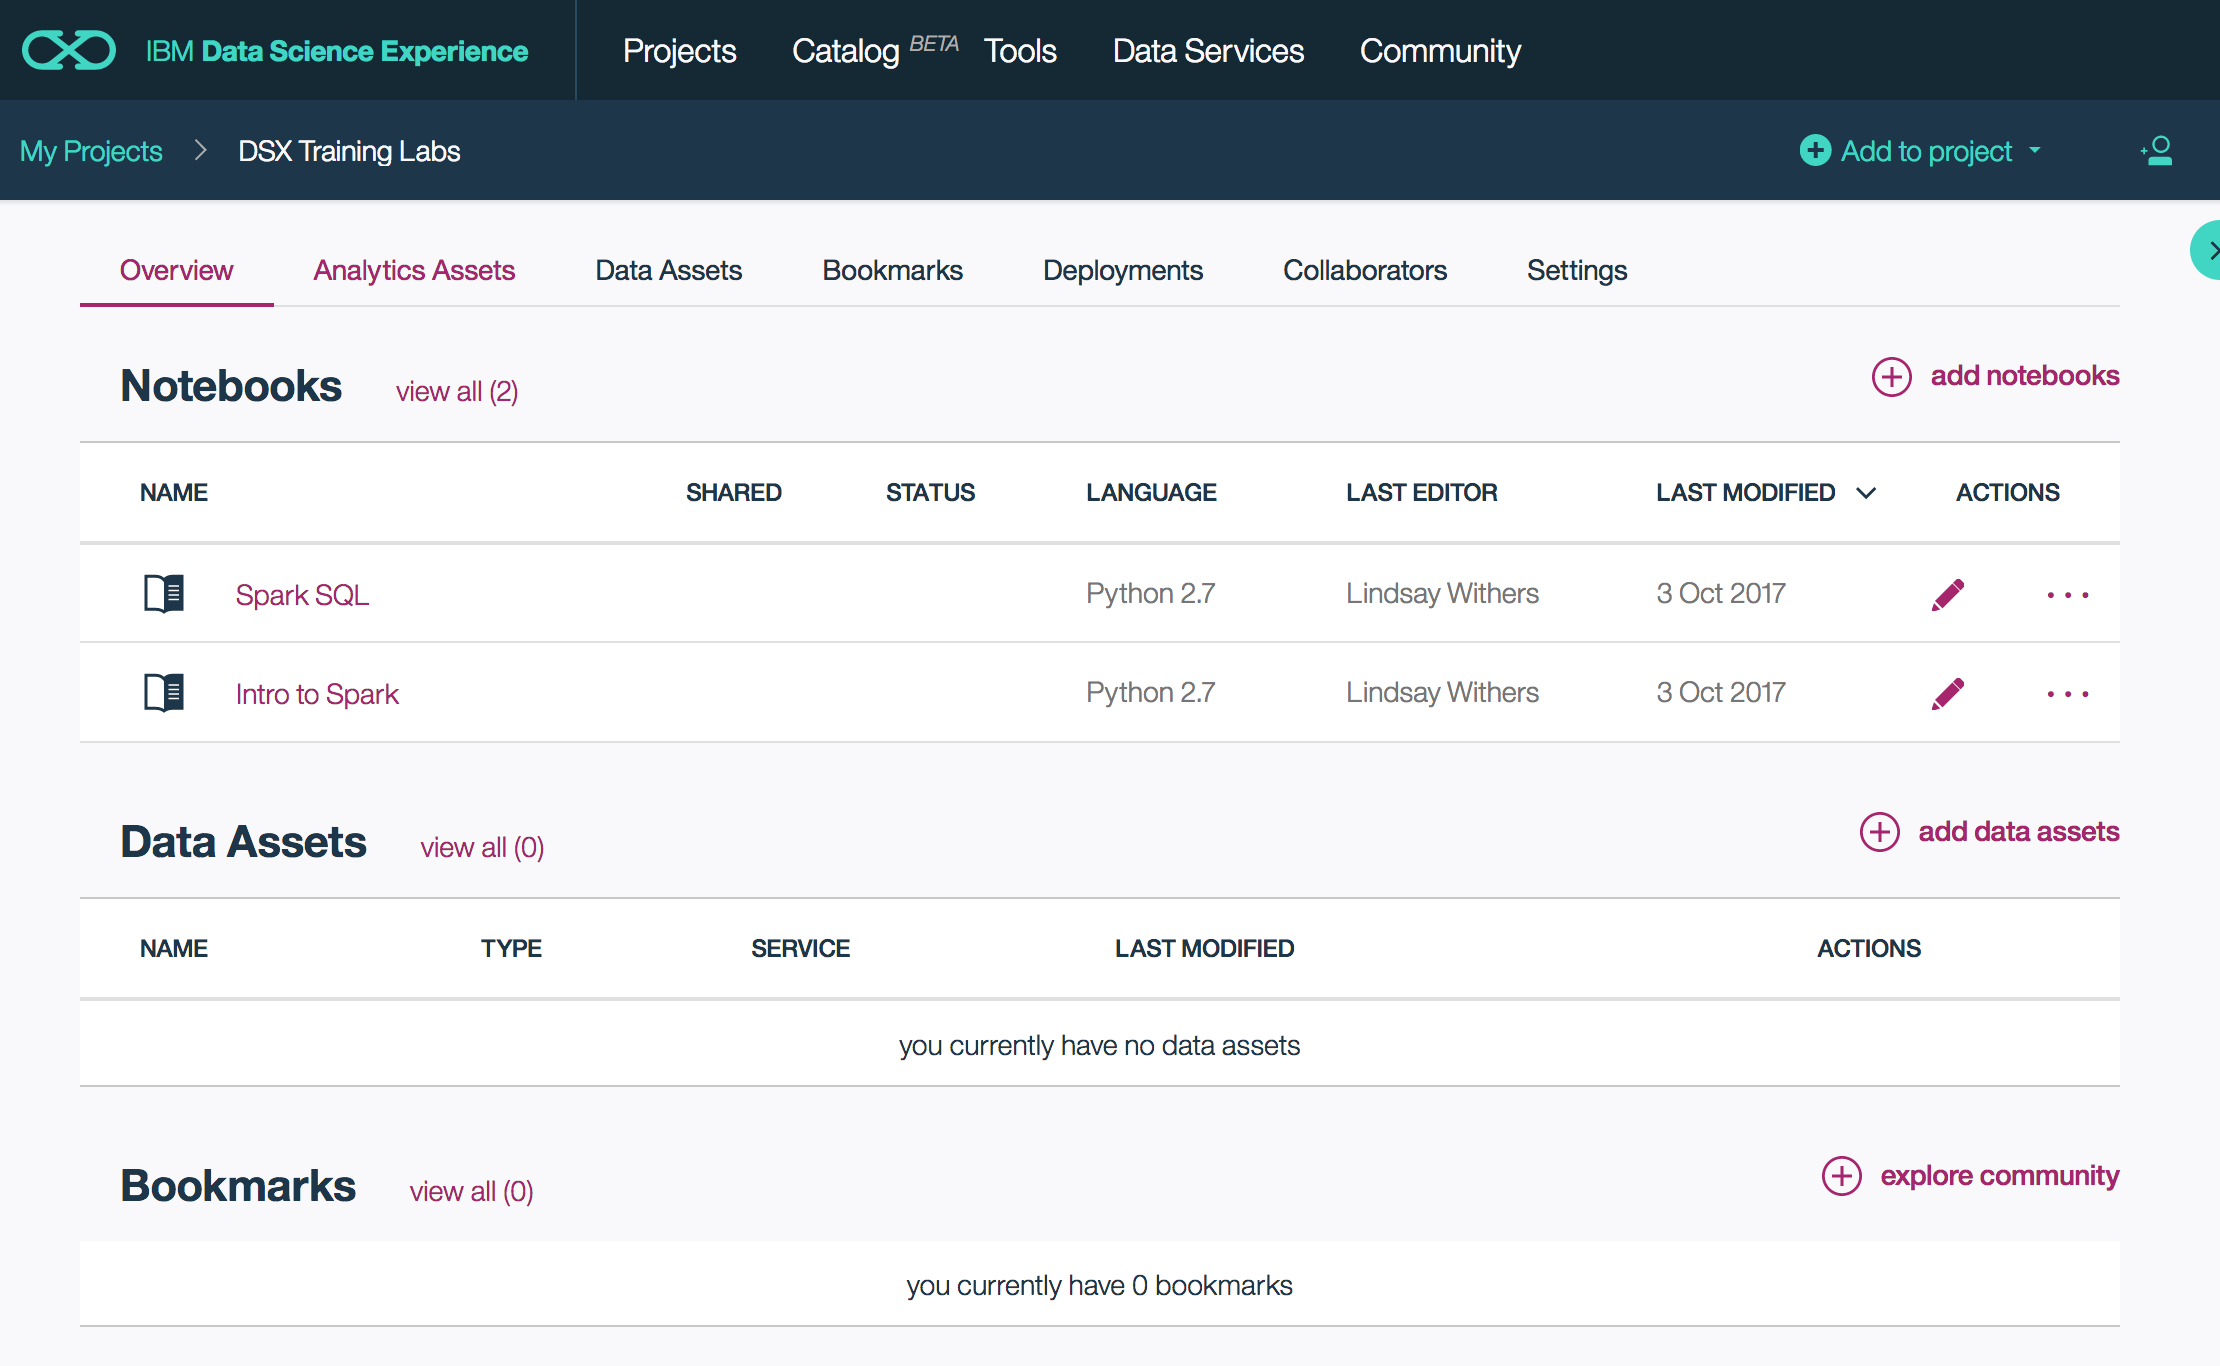 IBM Data Science Experience Projects Catalog BETA Tools Data Services Community
My Projects DSX Training Labs Add to project
Overview Analytics Assets Data Assets Bookmarks Deployments Collaborators Settings
Notebooks view all (2) add notebooks
NAME SHARED STATUS LANGUAGE LAST EDITOR LAST MODIFIED ACTIONS
Spark SQL Python 2.7 Lindsay Withers 3 Oct 2017
Intro to Spark Python 2.7 Lindsay Withers 3 Oct 2017
Data Assets view all (0) add data assets
NAME TYPE SERVICE LAST MODIFIED ACTIONS
you currently have no data assets
Bookmarks view all (0) explore community
you currently have 0 bookmarks